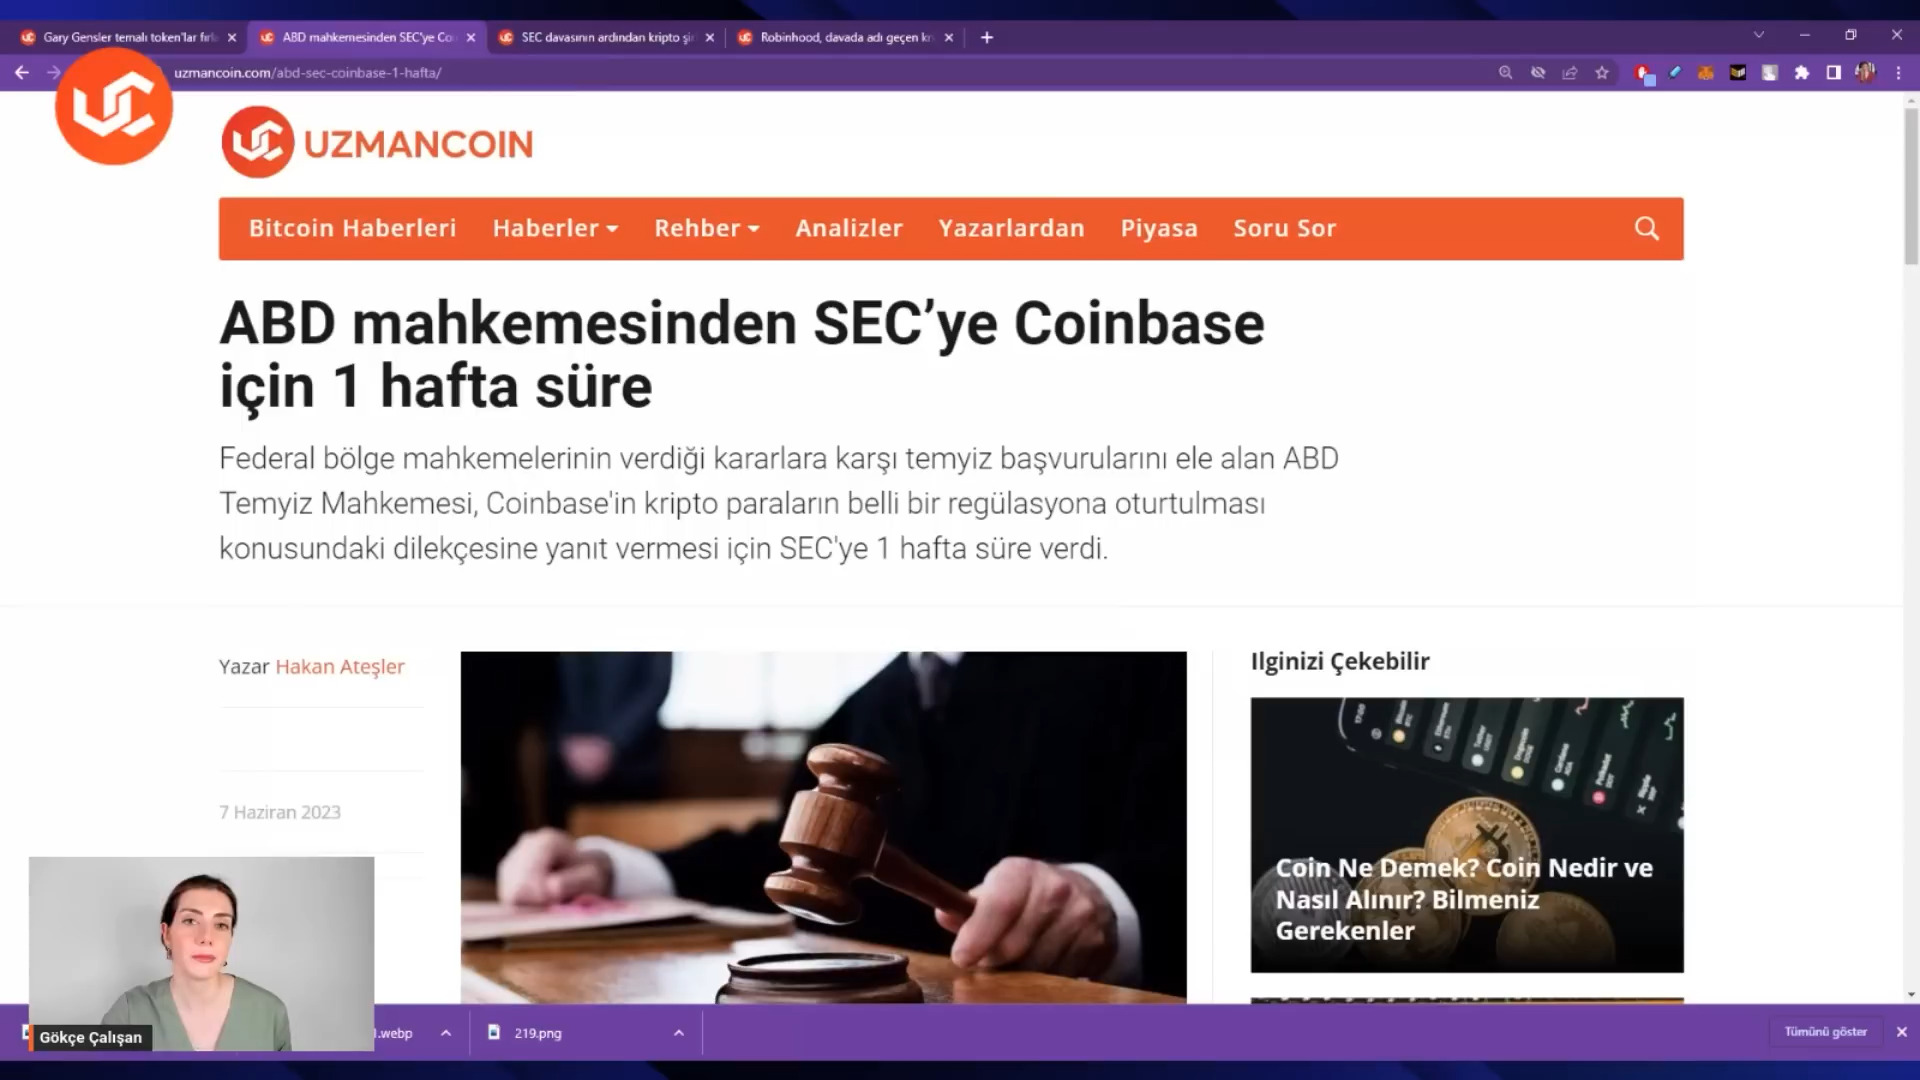 Gary Gensler temalı token'lar fırla
ABD mahkemesinden SEC'ye Co
SEC davasının ardından kripto şir
Robinhood, davada adı geçen kr
uzmancoin.com/abd-sec-coinbase-1-hafta/
UZMANCOIN
Bitcoin Haberleri Haberler Rehber Analizler Yazarlardan Piyasa Soru Sor
ABD mahkemesinden SEC’ye Coinbase
için 1 hafta süre
Federal bölge mahkemelerinin verdiği kararlara karşı temyiz başvurularını ele alan ABD
Temyiz Mahkemesi, Coinbase'in kripto paraların belli bir regülasyona oturtulması
konusundaki dilekçesine yanıt vermesi için SEC'ye 1 hafta süre verdi.
Yazar Hakan Ateşler
7 Haziran 2023
Ilginizi Çekebilir
Coin Ne Demek? Coin Nedir ve
Nasıl Alınır? Bilmeniz
Gerekenler
Gökçe Çalışan
1.webp
219.png
Tümünü göster